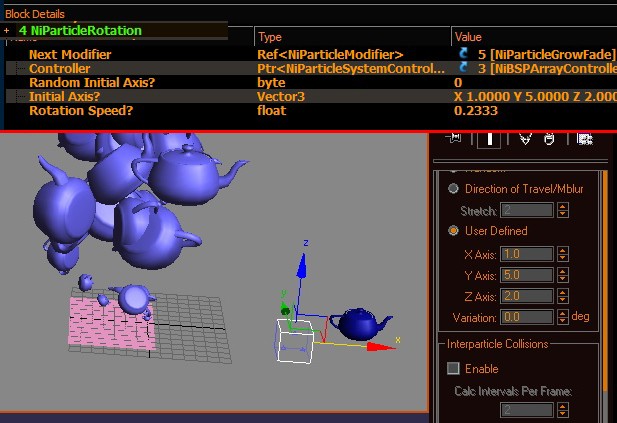 Block Details
+ 4 NiParticleRotation
Type Value
Next Modifier Ref<NiParticleModifier> 5 [NiParticleGrowFade]
Controller Ptr<NiParticleSystemControl... 3 [NiBSPArrayControlle
Random Initial Axis? byte 0
Initial Axis? Vector3 X 1.0000 Y 5.0000 Z 2.000
Rotation Speed? float 0.2333
Direction of Travel/Mblur
Stretch: 2
User Defined
X Axis: 1.0
Y Axis: 5.0
Z Axis: 2.0
Variation: 0.0 deg
Interparticle Collisions
Enable
Calc Intervals Per Frame:
2
z
y
x